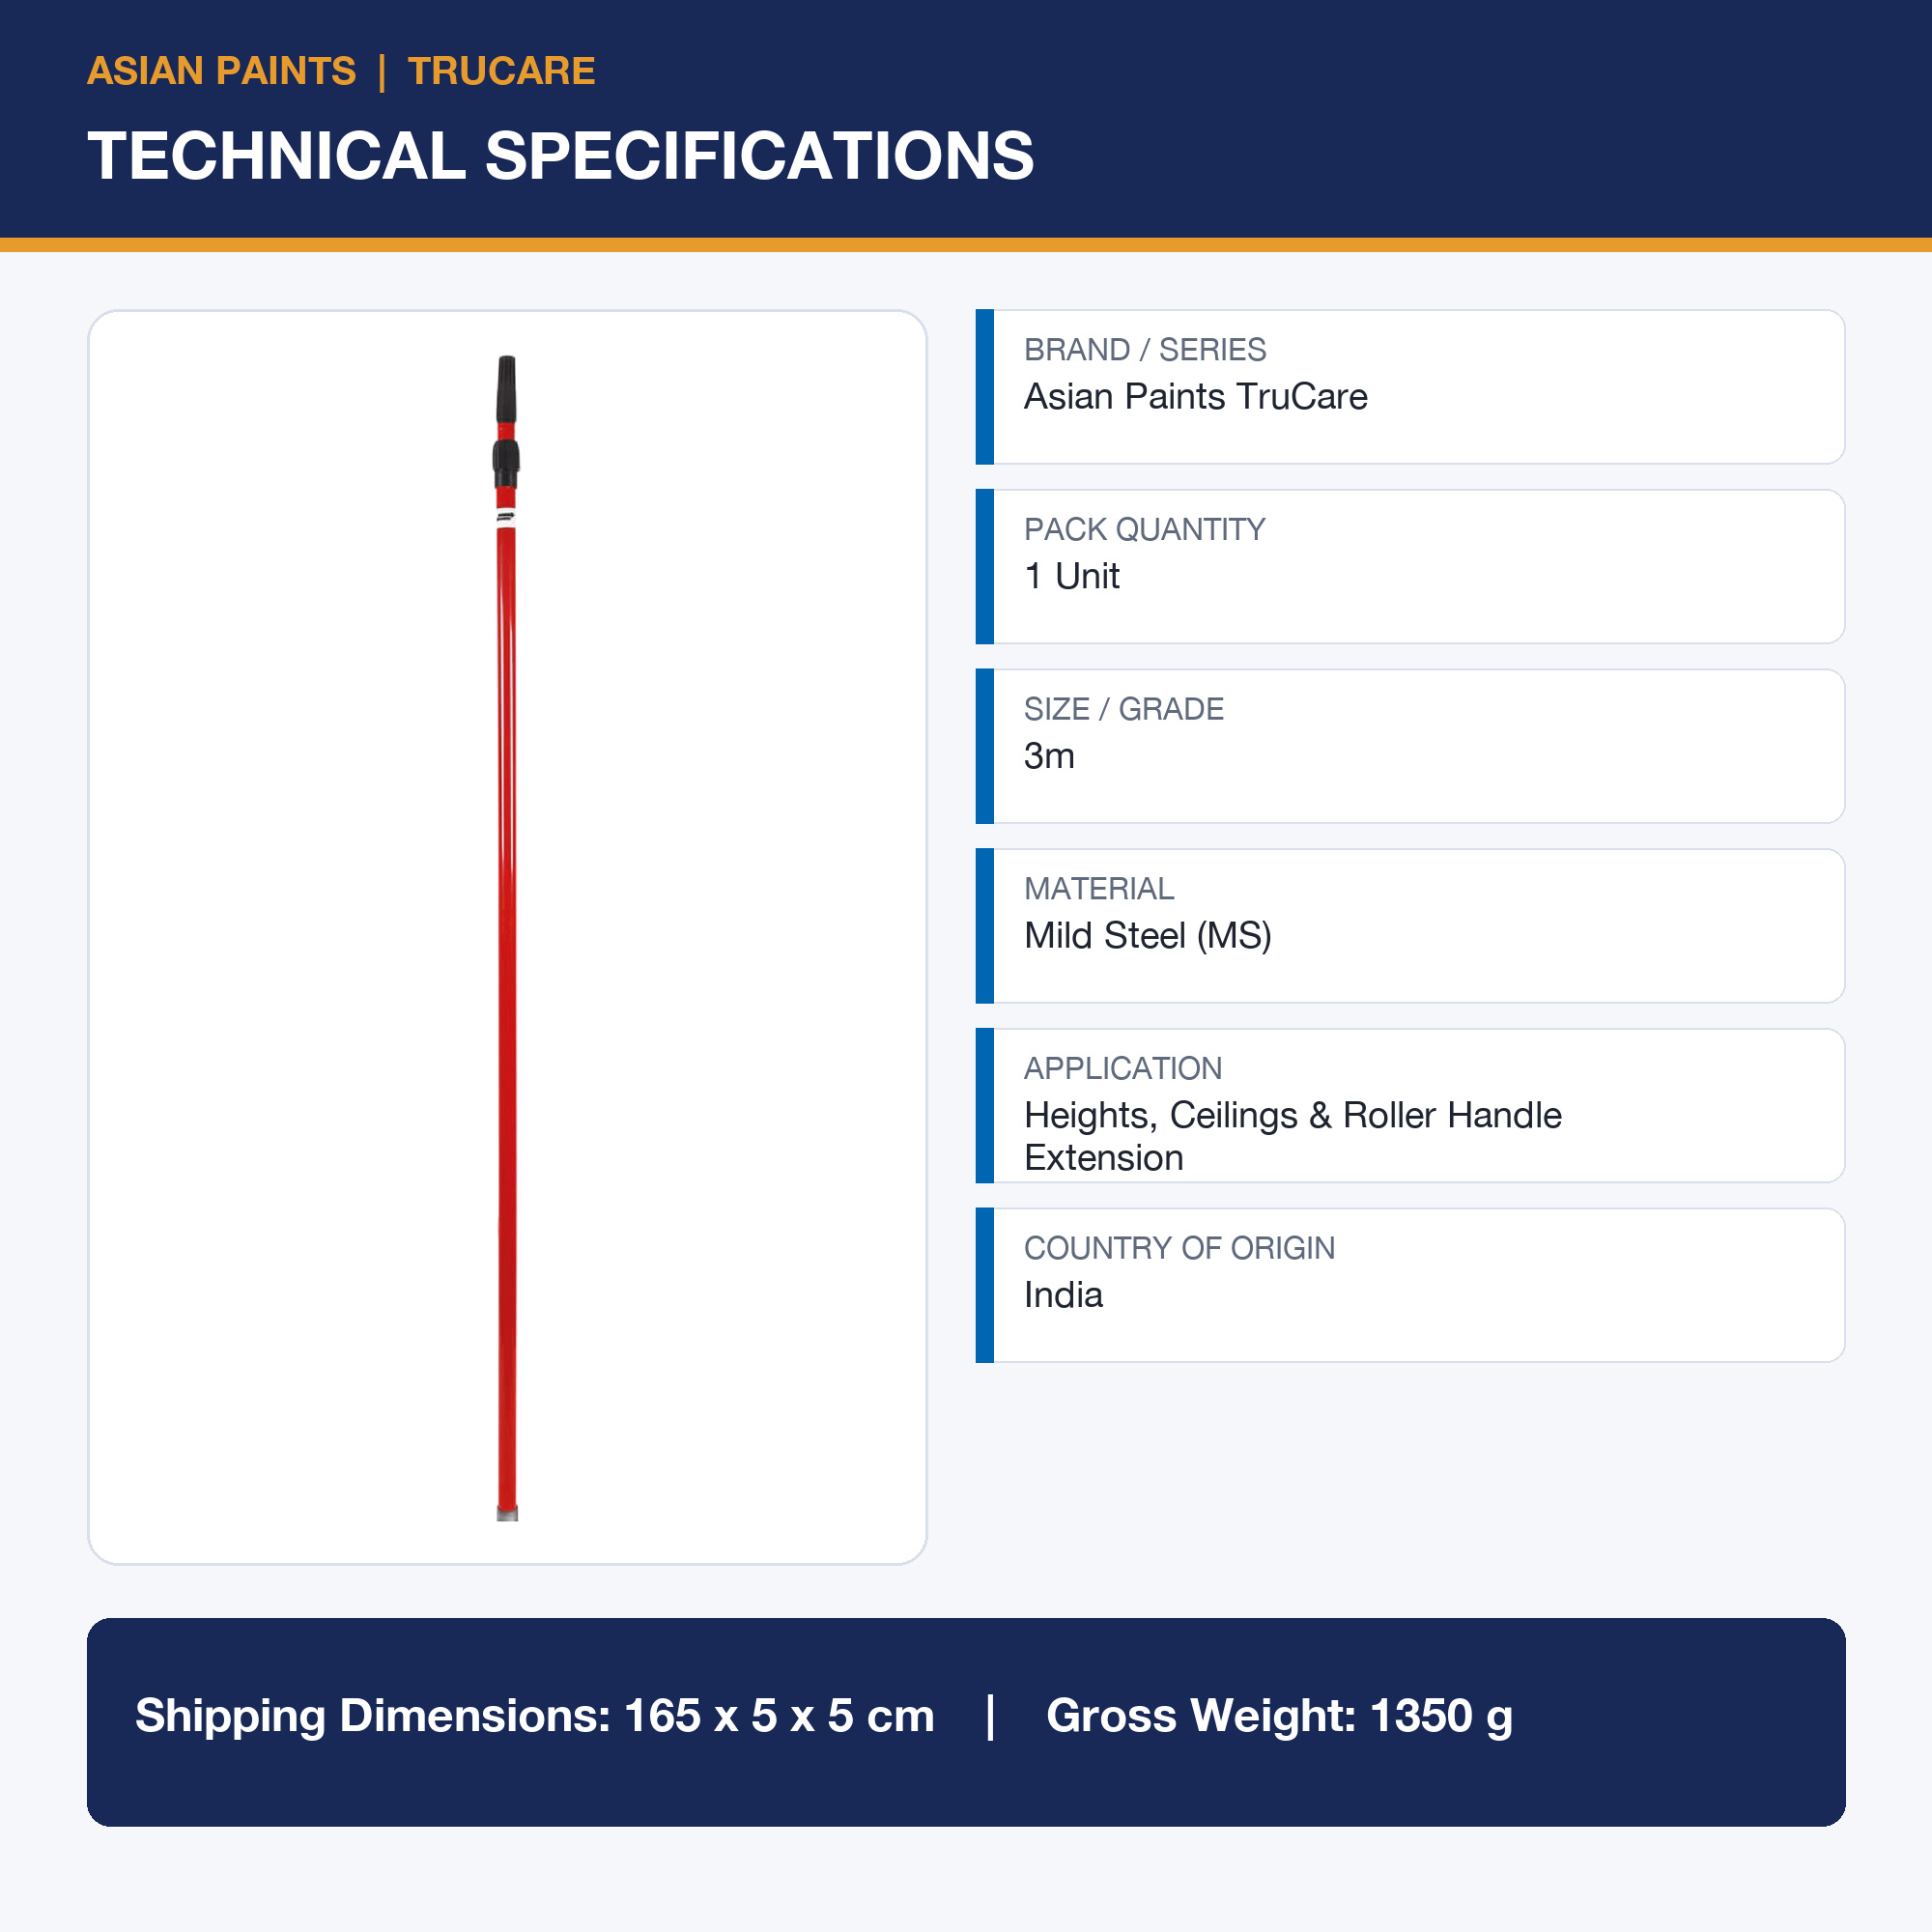 ASIAN PAINTS | TRUCARE
TECHNICAL SPECIFICATIONS
BRAND / SERIES
Asian Paints TruCare
PACK QUANTITY
1 Unit
SIZE / GRADE
3m
MATERIAL
Mild Steel (MS)
APPLICATION
Heights, Ceilings & Roller Handle
Extension
COUNTRY OF ORIGIN
India
Shipping Dimensions: 165 x 5 x 5 cm | Gross Weight: 1350 g